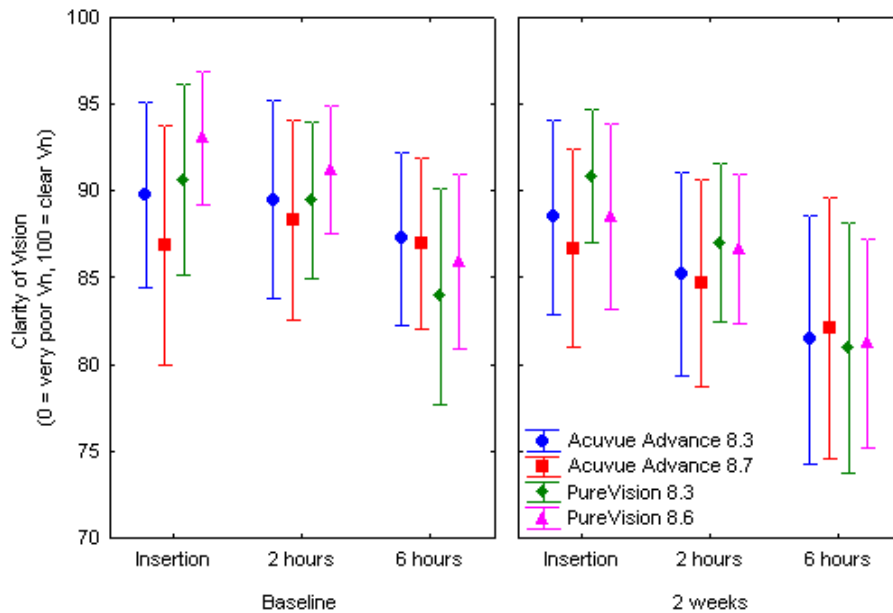 Clarity of Vision
(0 = very poor Vn, 100 = clear Vn)
100
95
90
85
80
75
70
Acuvue Advance 8.3
Acuvue Advance 8.7
PureVision 8.3
PureVision 8.6
Insertion 2 hours 6 hours
Insertion 2 hours 6 hours
Baseline
2 weeks